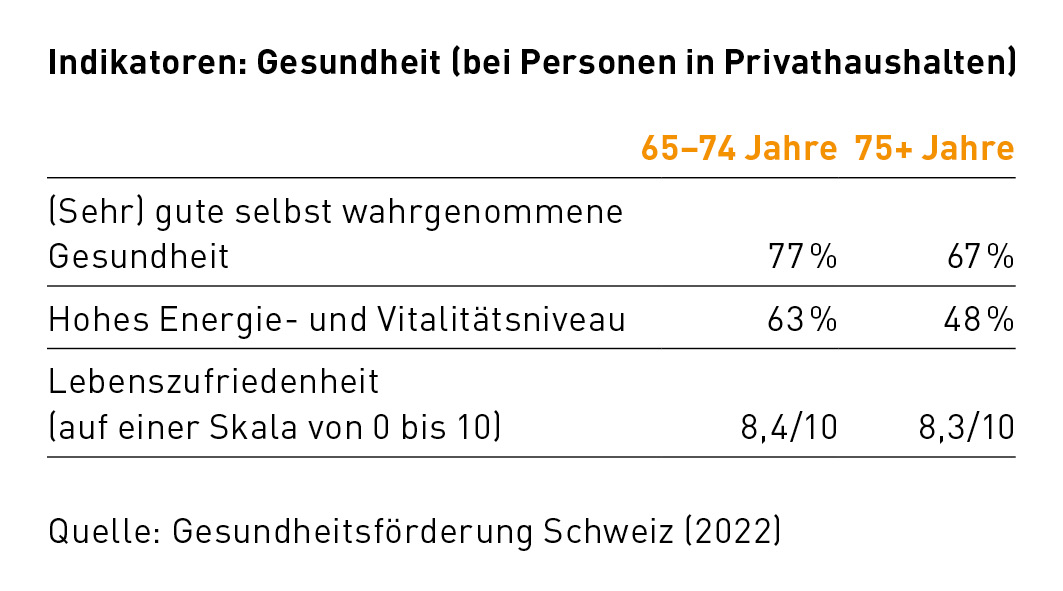 Indikatoren: Gesundheit (bei Personen in Privathaushalten)
65–74 Jahre 75+ Jahre
(Sehr) gute selbst wahrgenommene
Gesundheit 77 % 67 %
Hohes Energie- und Vitalitätsniveau 63 % 48 %
Lebenszufriedenheit
(auf einer Skala von 0 bis 10) 8,4/10 8,3/10
Quelle: Gesundheitsförderung Schweiz (2022)